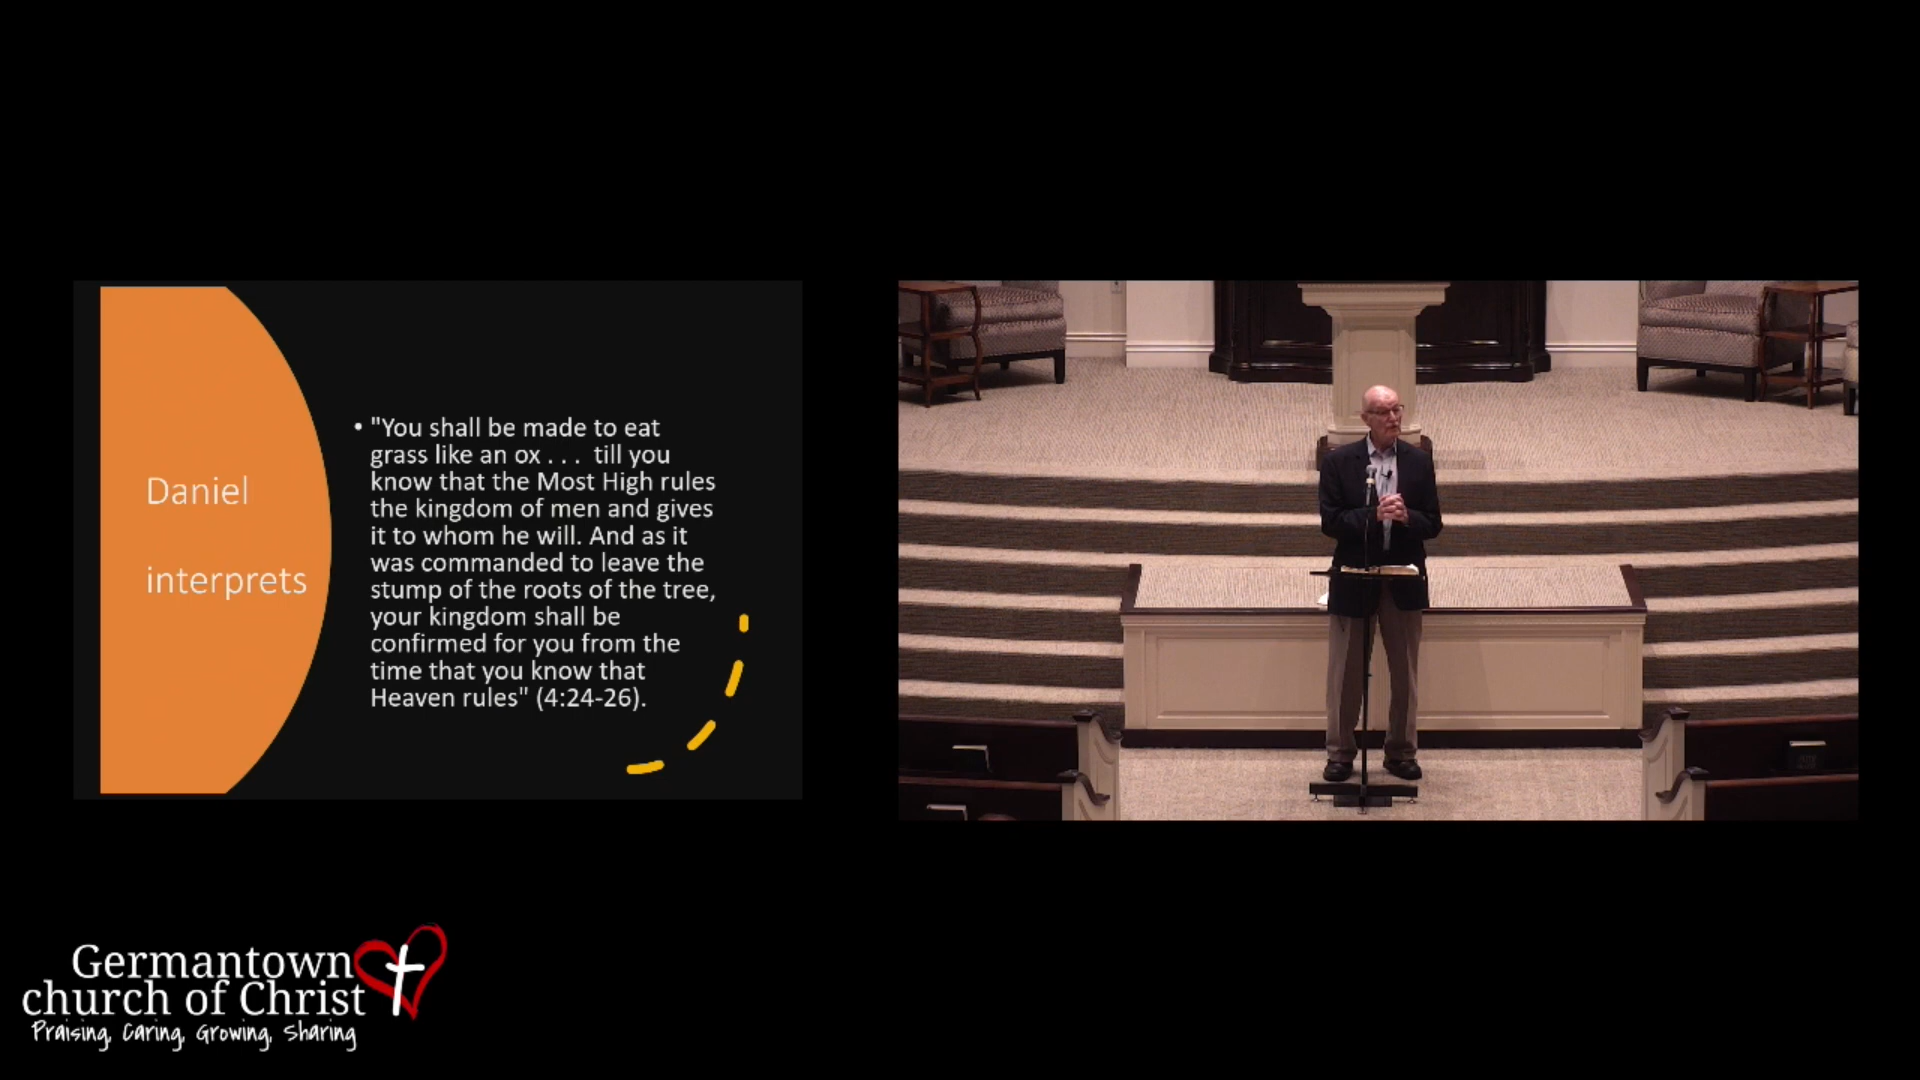 Daniel
interprets
• "You shall be made to eat
grass like an ox . . . till you
know that the Most High rules
the kingdom of men and gives
it to whom he will. And as it
was commanded to leave the
stump of the roots of the tree,
your kingdom shall be
confirmed for you from the
time that you know that
Heaven rules" (4:24-26).
Germantown
church of Christ
Praising, Caring, Growing, Sharing